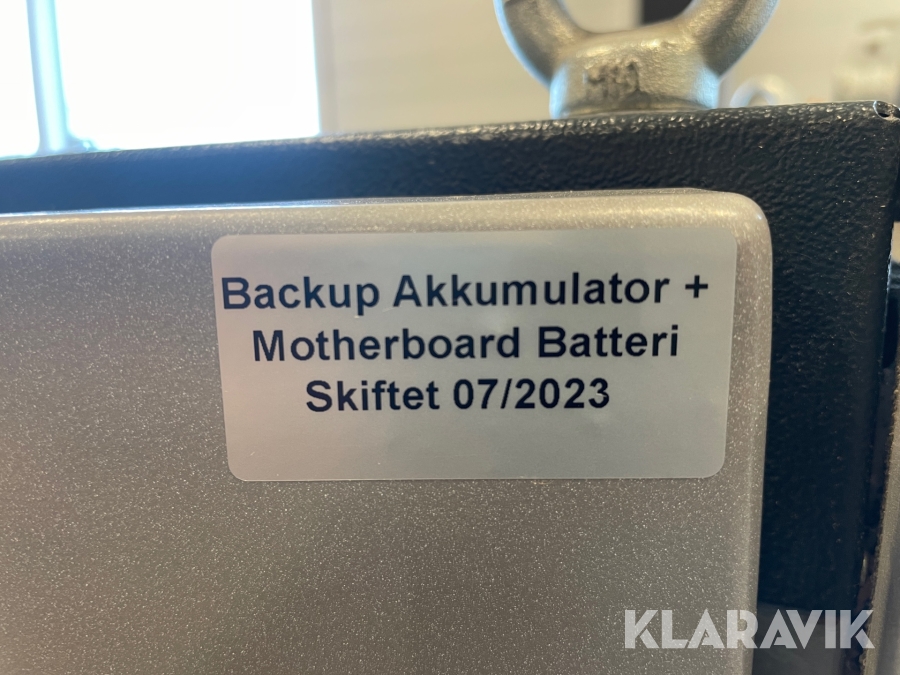 Backup Akkumulator +
Motherboard Batteri
Skiftet 07/2023
KLARAVIK